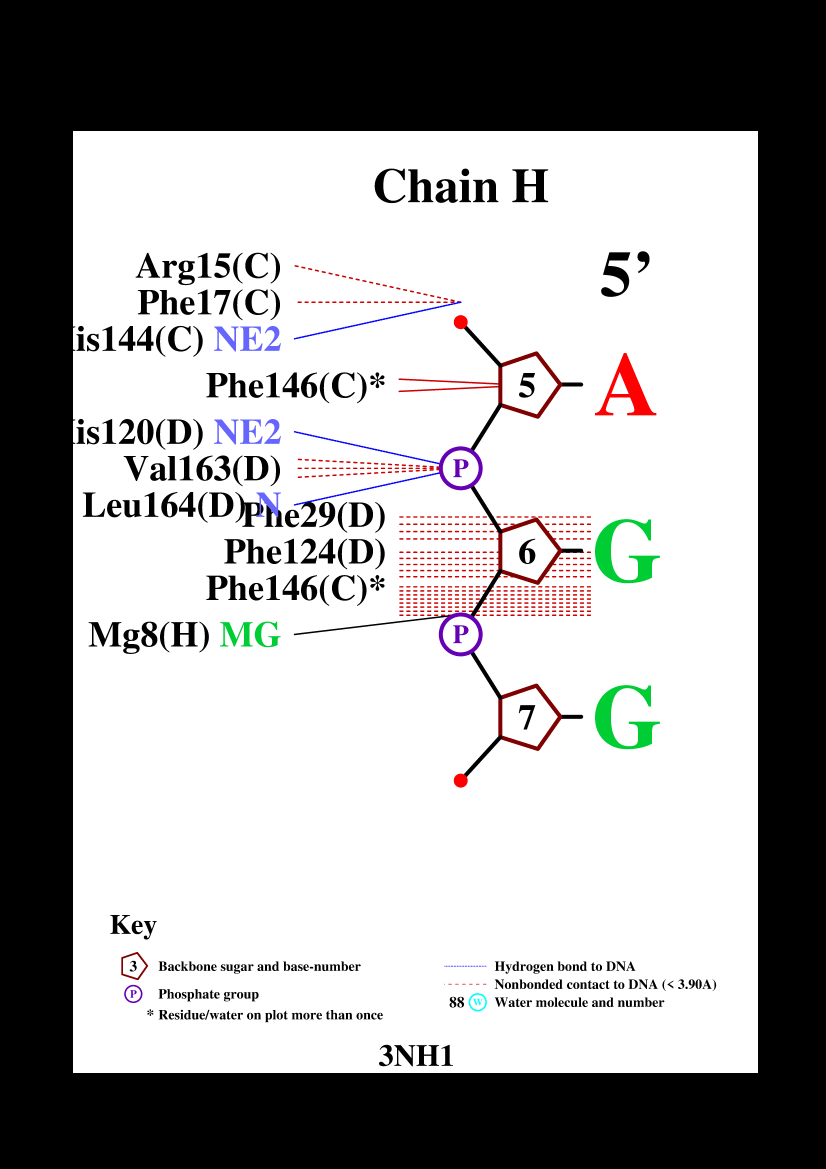 Chain H
5’
Arg15(C)
Phe17(C)
is144(C) NE2
Phe146(C)*
5 A
is120(D) NE2
P
Val163(D)
Leu164(D) N
Phe29(D)
Phe124(D)
6 G
Phe146(C)*
Mg8(H) MG
P
7 G
Key
3 Backbone sugar and base-number
P Phosphate group
* Residue/water on plot more than once
Hydrogen bond to DNA
Nonbonded contact to DNA (< 3.90A)
88 W Water molecule and number
3NH1